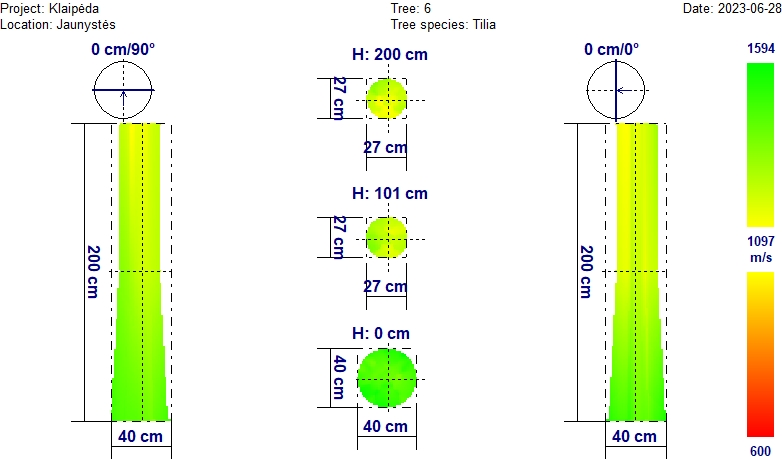 Project: Klaipėda
Tree: 6
Date: 2023-06-28
Location: Jaunystės
Tree species: Tilia
0 cm/90°
H: 200 cm
0 cm/0°
1594
27 cm
27 cm
H: 101 cm
27 cm
27 cm
200 cm
200 cm
1097
m/s
H: 0 cm
40 cm
40 cm
40 cm
40 cm
600